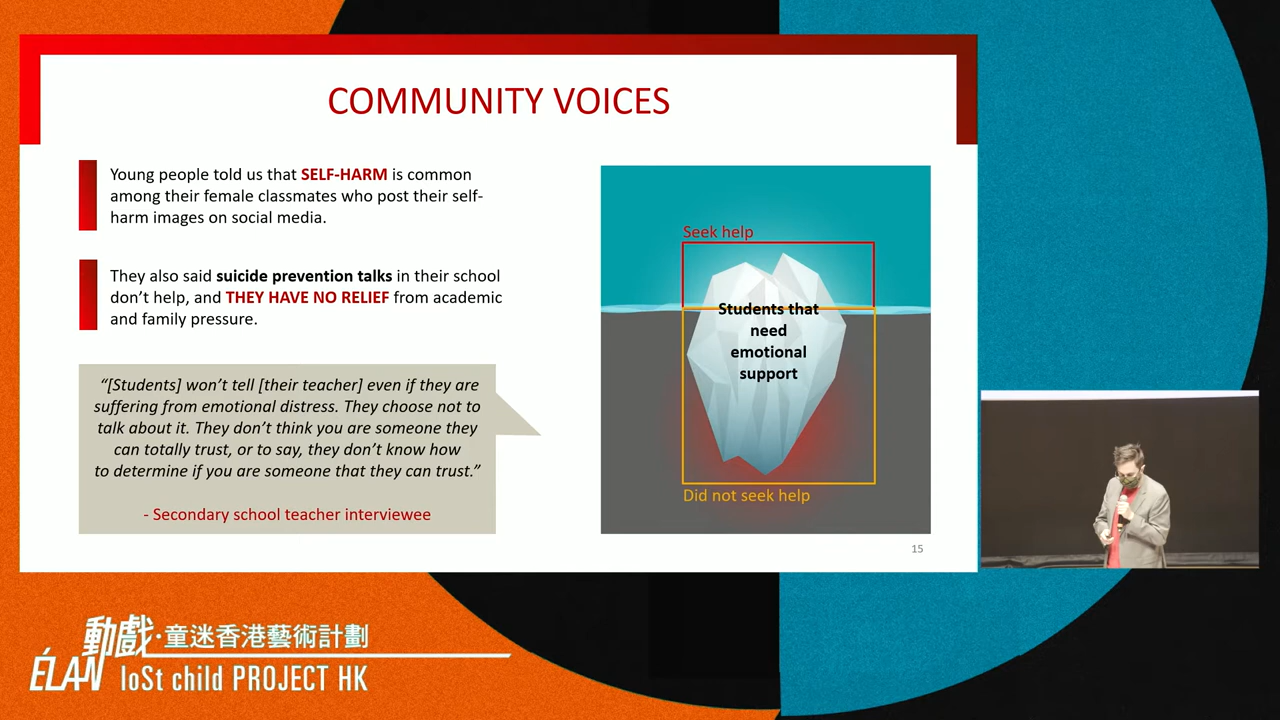 COMMUNITY VOICES
Young people told us that SELF-HARM is common
among their female classmates who post their self-
harm images on social media.
They also said suicide prevention talks in their school
don’t help, and THEY HAVE NO RELIEF from academic
and family pressure.
“[Students] won’t tell [their teacher] even if they are
suffering from emotional distress. They choose not to
talk about it. They don’t think you are someone they
can totally trust, or to say, they don’t know how
to determine if you are someone that they can trust.”
- Secondary school teacher interviewee
Seek help
Students that
need
emotional
support
Did not seek help
15
動戲·童迷香港藝術計劃
ÉLAN loSt child PROJECT HK